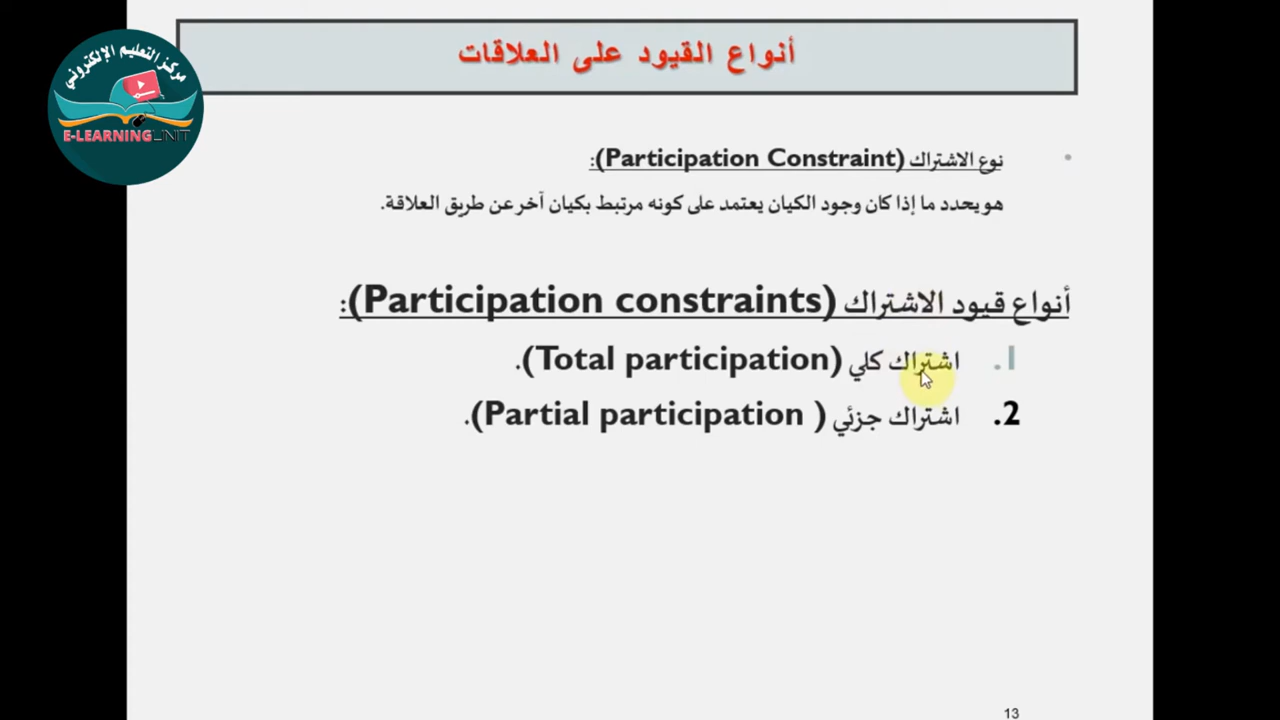 أنواع القيود على العلاقات
مركز التعليم الإلكتروني
E-LEARNING UNIT
• نوع الاشتراك (Participation Constraint):
هو يحدد ما إذا كان وجود الكيان يعتمد على كونه مرتبط بكيان آخر عن طريق العلاقة.
أنواع قيود الاشتراك (Participation constraints):
1. اشتراك كلي (Total participation).
2. اشتراك جزئي ( Partial participation).
13